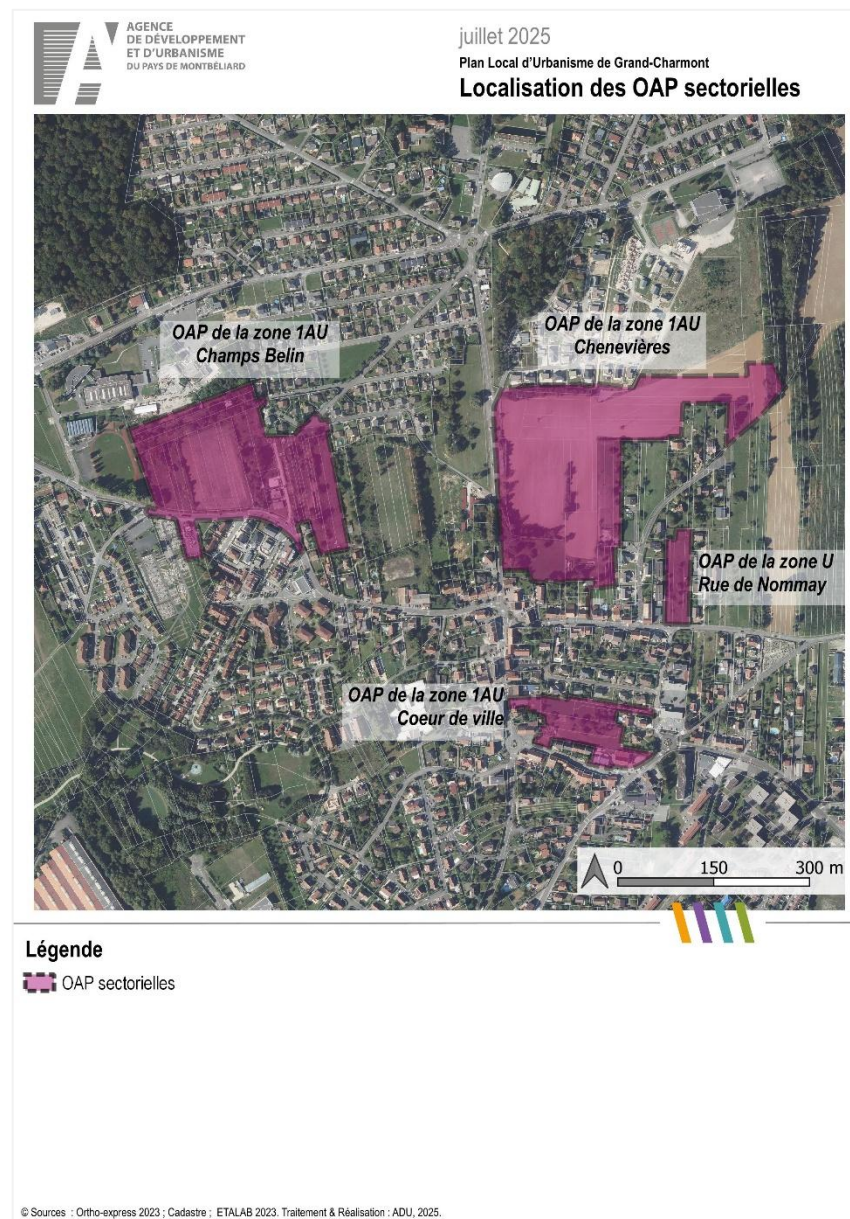 AGENCE
DE DÉVELOPPEMENT
ET D'URBANISME
DU PAYS DE MONTBÉLIARD
juillet 2025
Plan Local d'Urbanisme de Grand-Charmont
Localisation des OAP sectorielles
OAP de la zone 1AU
Champs Belin
OAP de la zone 1AU
Chenevières
OAP de la zone U
Rue de Nommay
OAP de la zone 1AU
Coeur de ville
0 150 300 m
Légende
OAP sectorielles
© Sources : Ortho-express 2023 ; Cadastre ; ETALAB 2023. Traitement & Réalisation : ADU, 2025.